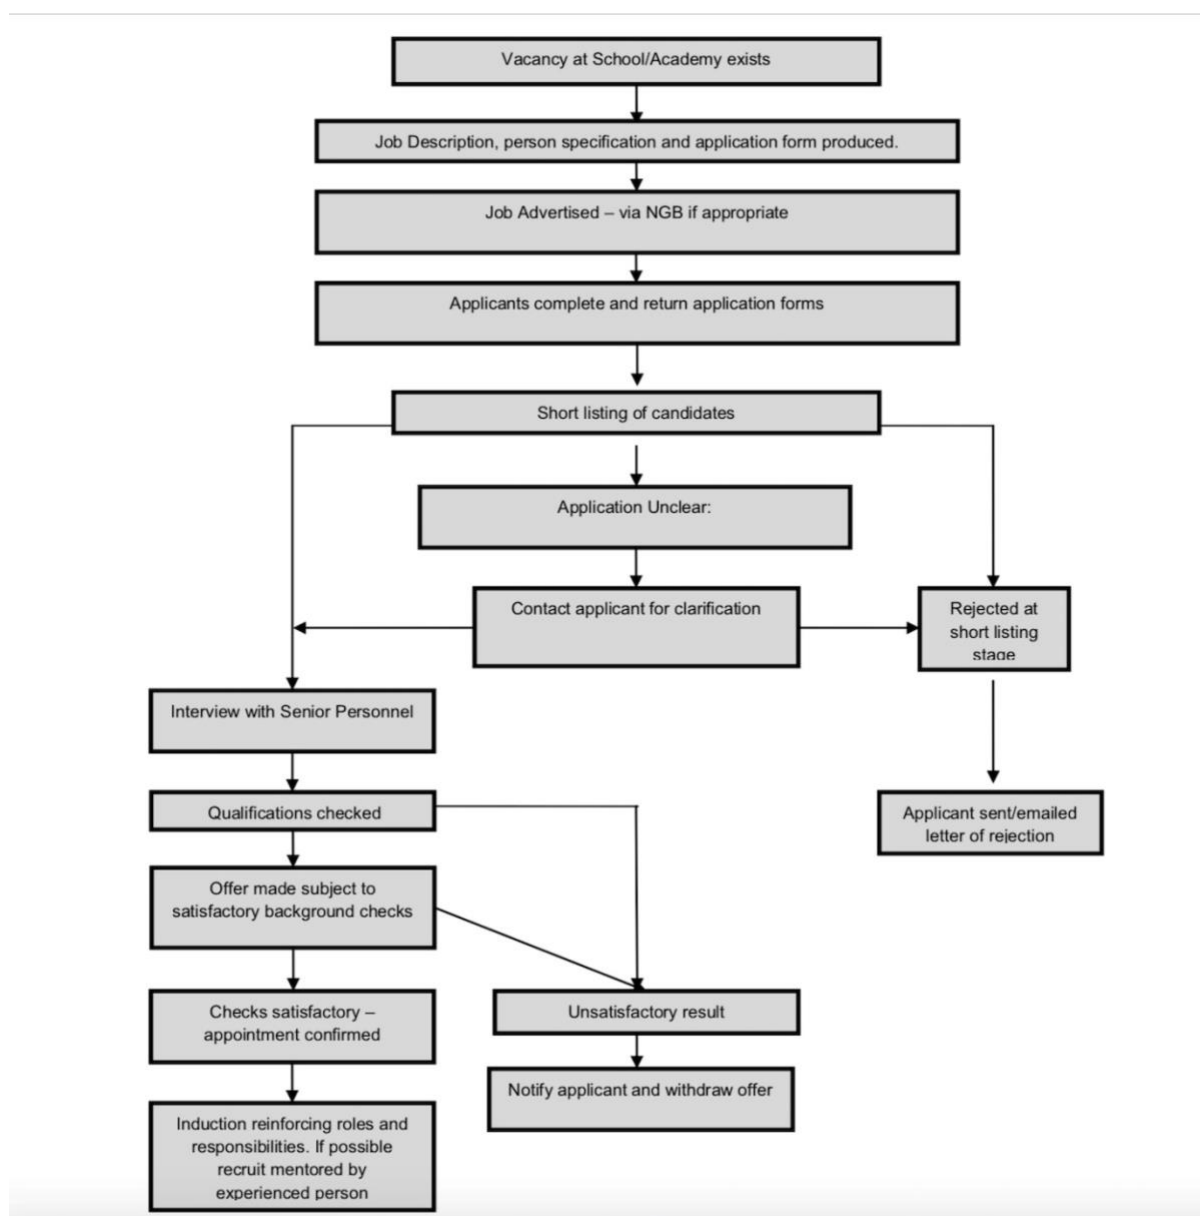 Vacancy at School/Academy exists
Job Description, person specification and application form produced.
Job Advertised – via NGB if appropriate
Applicants complete and return application forms
Short listing of candidates
Application Unclear:
Contact applicant for clarification
Rejected at
short listing
stage
Interview with Senior Personnel
Qualifications checked
Applicant sent/emailed
letter of rejection
Offer made subject to
satisfactory background checks
Checks satisfactory –
appointment confirmed
Unsatisfactory result
Notify applicant and withdraw offer
Induction reinforcing roles and
responsibilities. If possible
recruit mentored by
experienced person